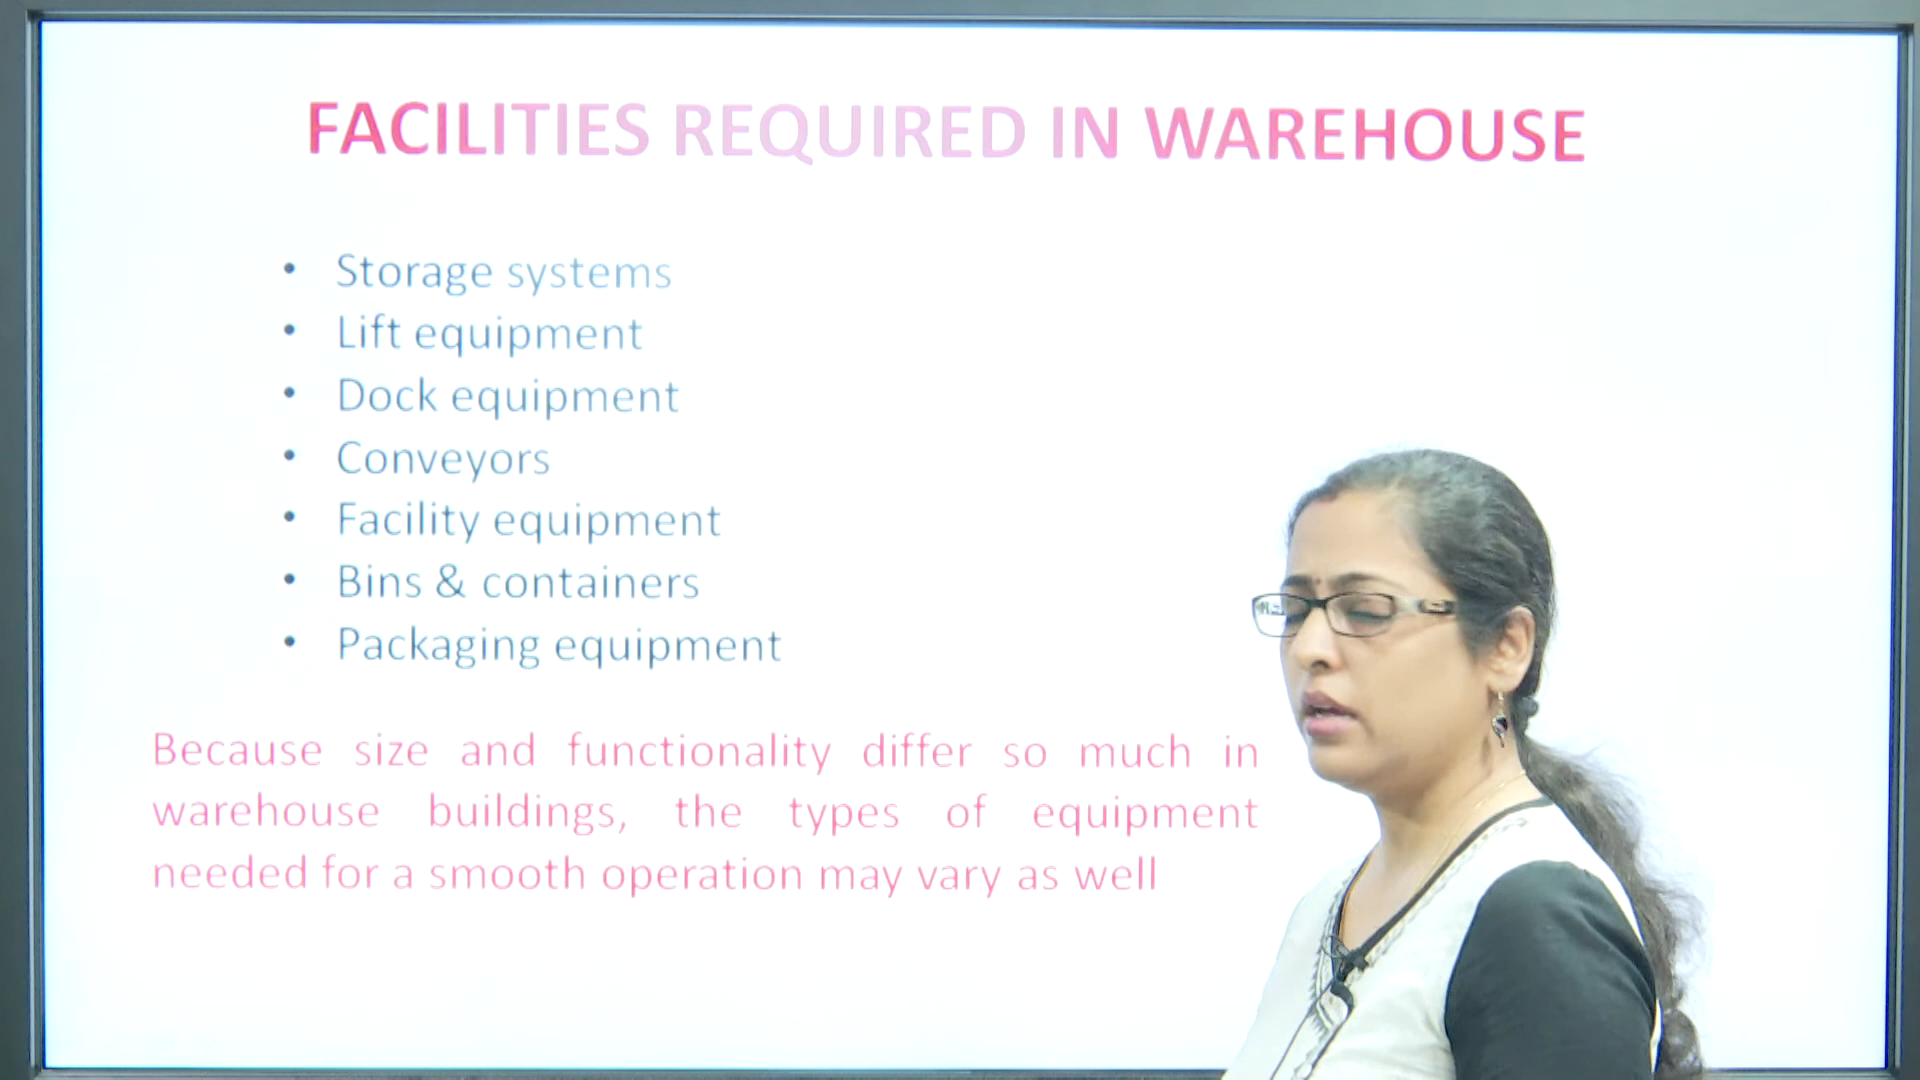 FACILITIES REQUIRED IN WAREHOUSE
• Storage systems
• Lift equipment
• Dock equipment
• Conveyors
• Facility equipment
• Bins & containers
• Packaging equipment
Because size and functionality differ so much in
warehouse buildings, the types of equipment
needed for a smooth operation may vary as well